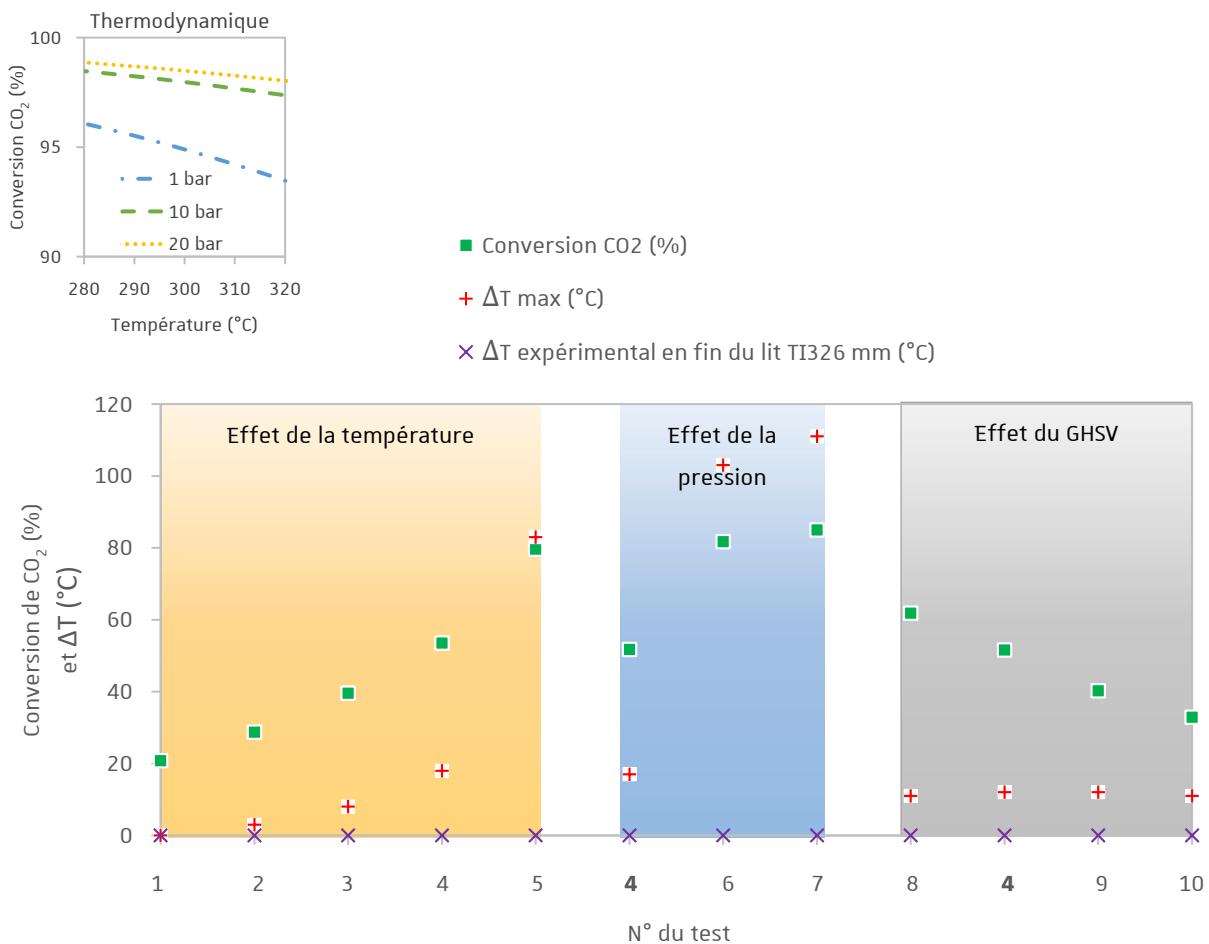 Thermodynamique
100
95
90
Conversion CO2 (%)
1 bar
10 bar
20 bar
280 290 300 310 320
Température (°C)
Conversion CO2 (%)
ΔT max (°C)
ΔT expérimental en fin du lit TI326 mm (°C)
120
100
80
60
40
20
0
Conversion de CO2 (%)
et ΔT (°C)
Effet de la température
Effet de la
pression
Effet du GHSV
1 2 3 4 5 4 6 7 8 4 9 10
N° du test